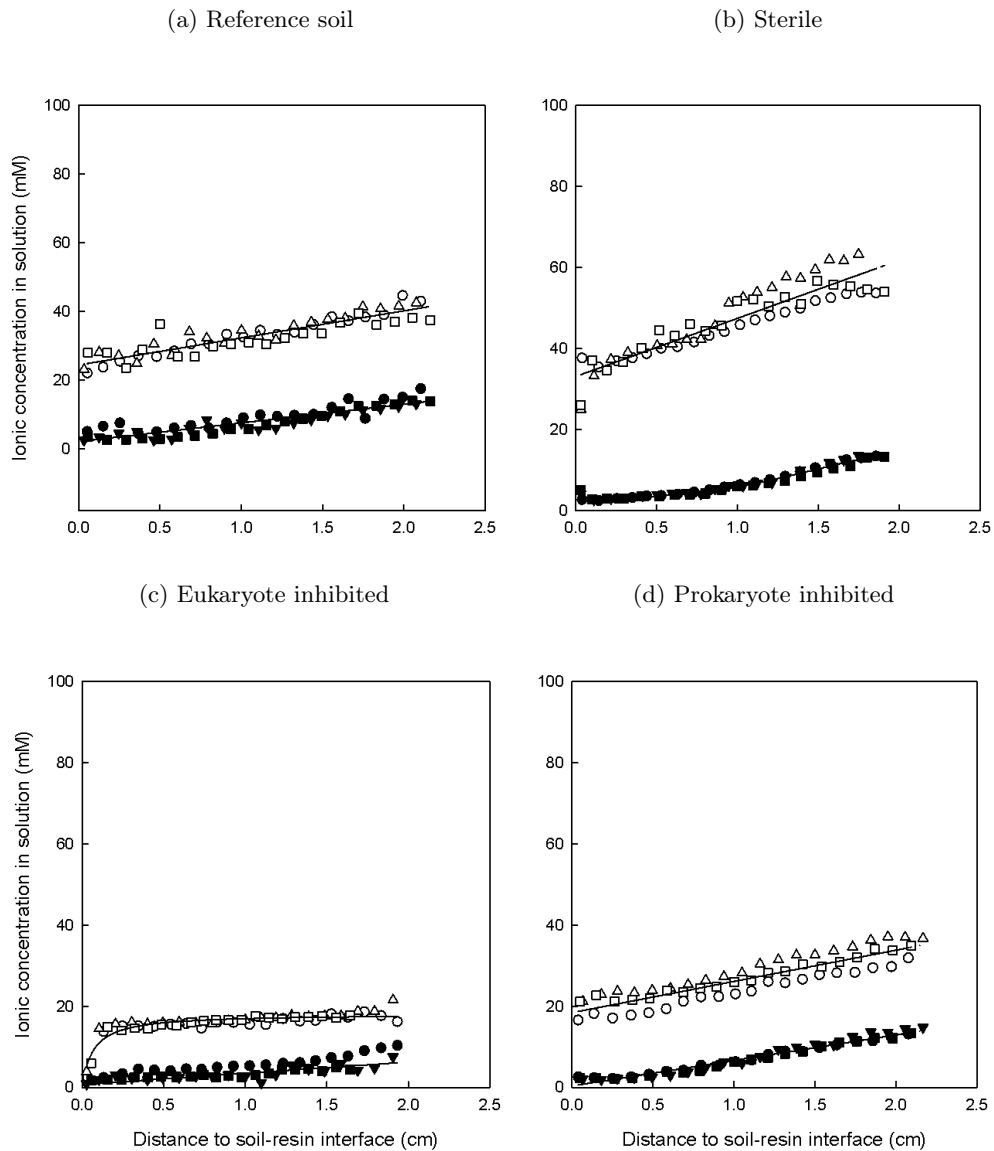 (a) Reference soil
(b) Sterile
100
80
60
40
20
0
0.0 0.5 1.0 1.5 2.0 2.5
Ionic concentration in solution (mM)
100
80
60
40
20
0
0.0 0.5 1.0 1.5 2.0 2.5
(c) Eukaryote inhibited
(d) Prokaryote inhibited
100
80
60
40
20
0
0.0 0.5 1.0 1.5 2.0 2.5
Ionic concentration in solution (mM)
Distance to soil-resin interface (cm)
100
80
60
40
20
0
0.0 0.5 1.0 1.5 2.0 2.5
Distance to soil-resin interface (cm)